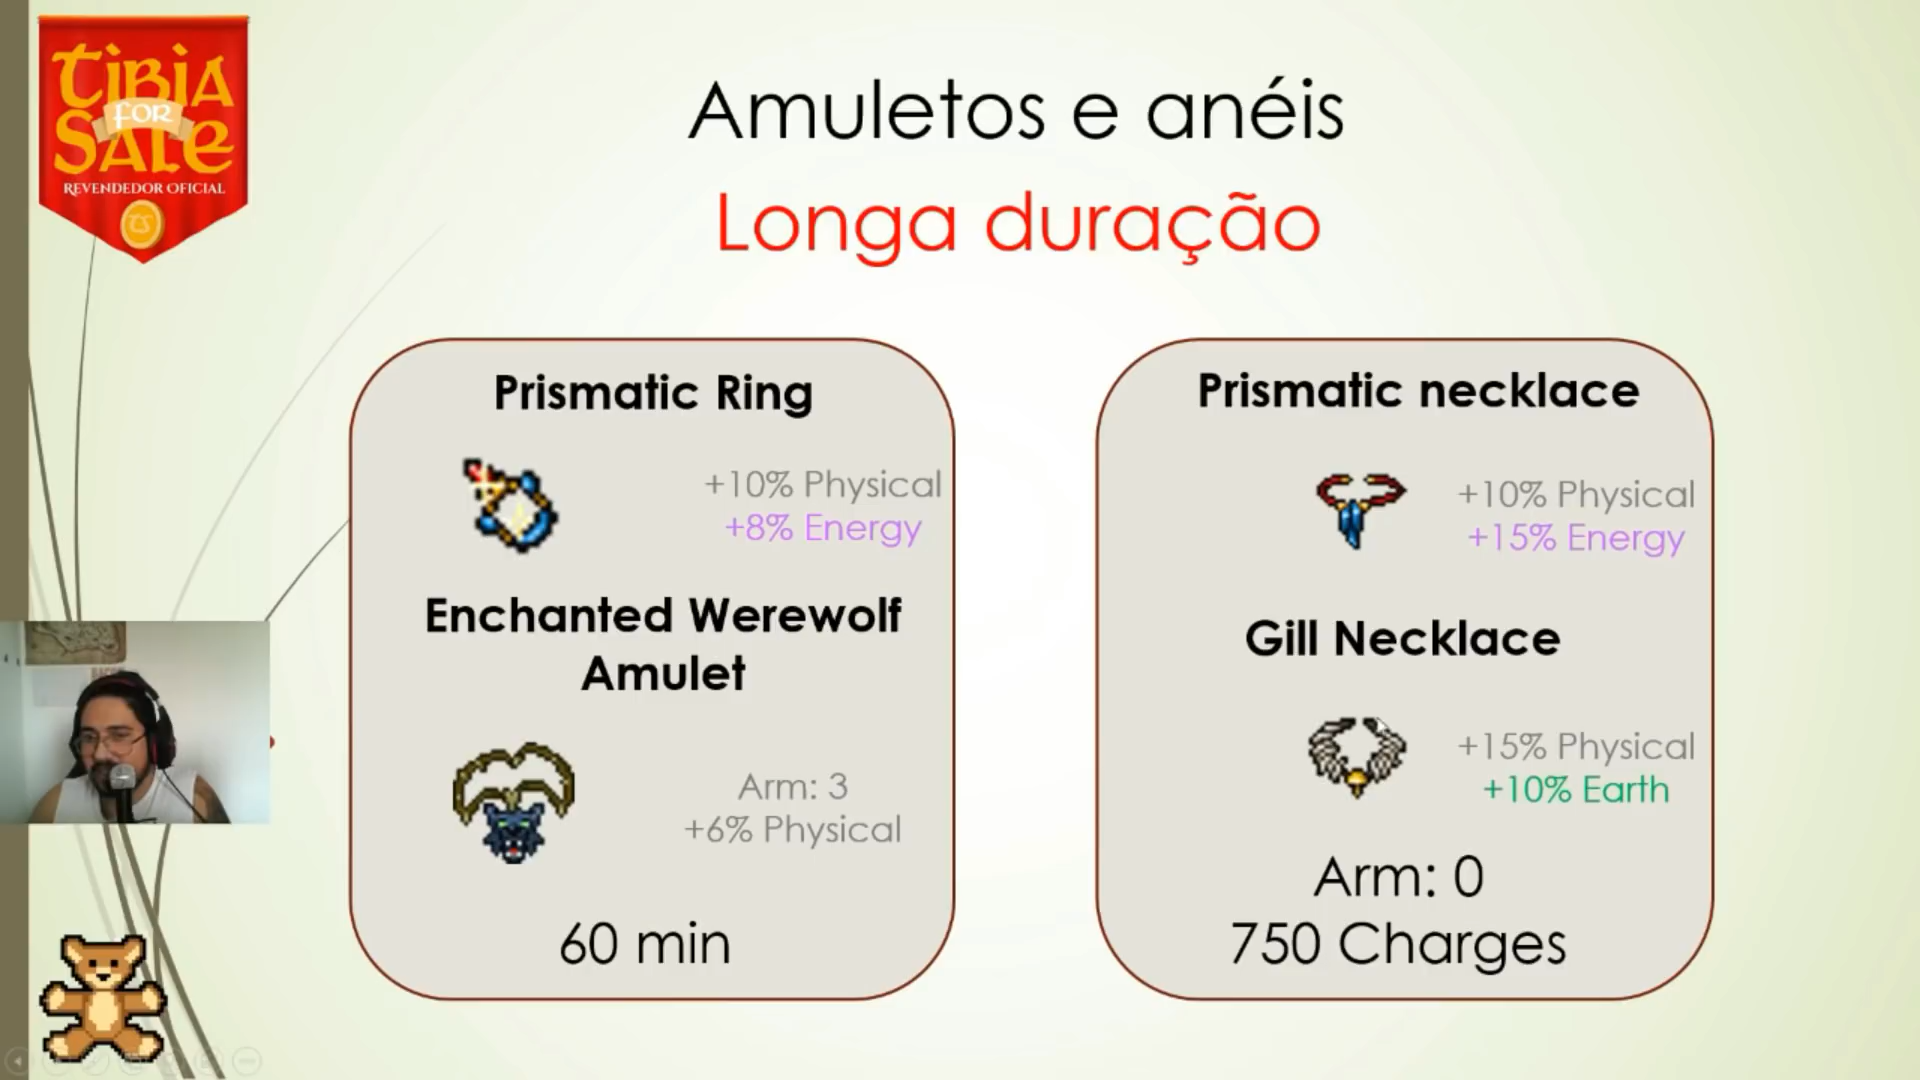 TIBIA
FOR
SALE
REVENDEDOR OFICIAL
Amuletos e anéis
Longa duração
Prismatic Ring
+10% Physical
+8% Energy
Enchanted Werewolf
Amulet
Arm: 3
+6% Physical
60 min
Prismatic necklace
+10% Physical
+15% Energy
Gill Necklace
+15% Physical
+10% Earth
Arm: 0
750 Charges